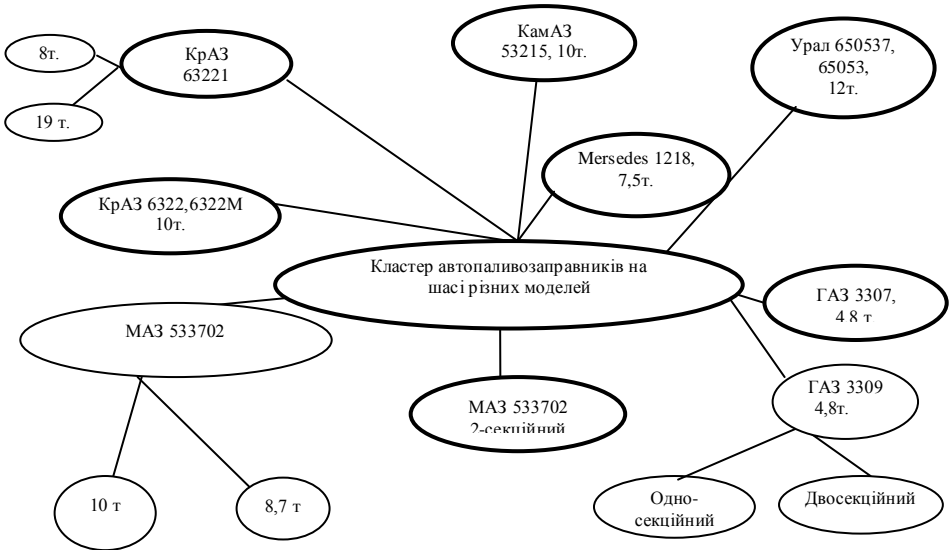 8т.
КрАЗ
63221
19 т.
КамАЗ
53215, 10т.
Урал 650537,
65053,
12т.
Mersedes 1218,
7,5т.
КрАЗ 6322,6322М
10т.
Кластер автопаливозаправників на
шасі різних моделей
МАЗ 533702
ГАЗ 3307,
4 8 т
ГАЗ 3309
4,8т.
МАЗ 533702
2-секційний
10 т
8,7 т
Одно-
секційний
Двосекційний